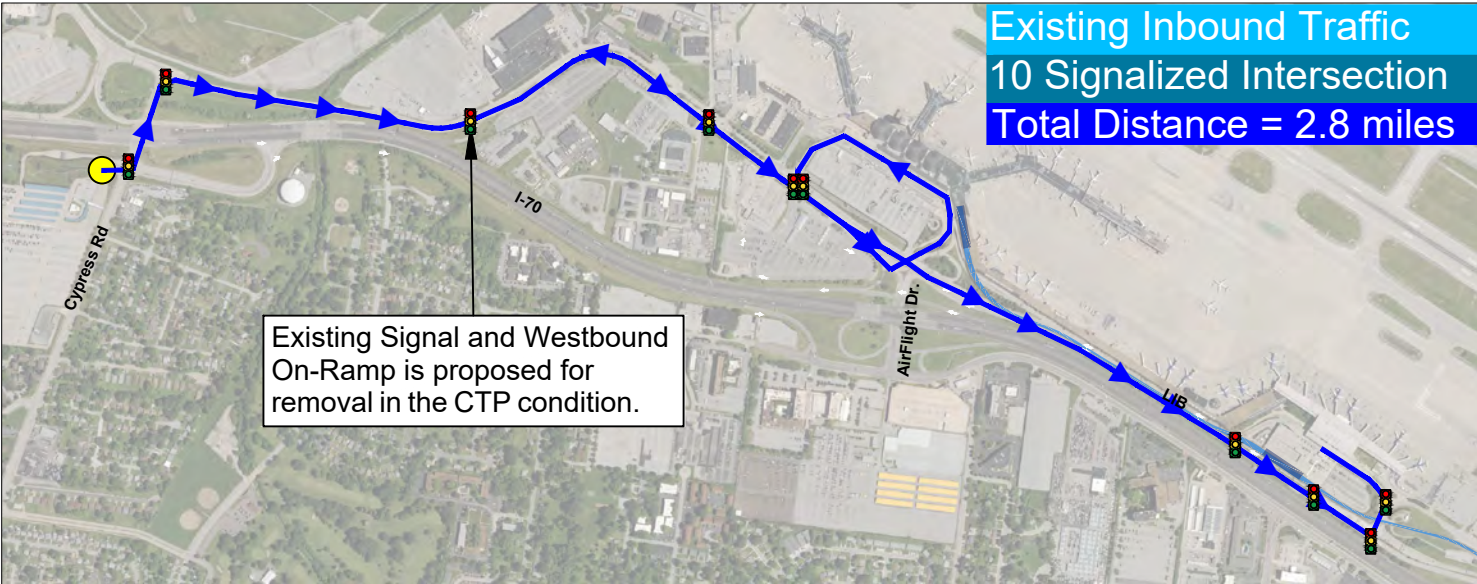 Existing Inbound Traffic
10 Signalized Intersection
Total Distance = 2.8 miles
I-70
Cypress Rd
AirFlight Dr.
Existing Signal and Westbound
On-Ramp is proposed for
removal in the CTP condition.
LIB